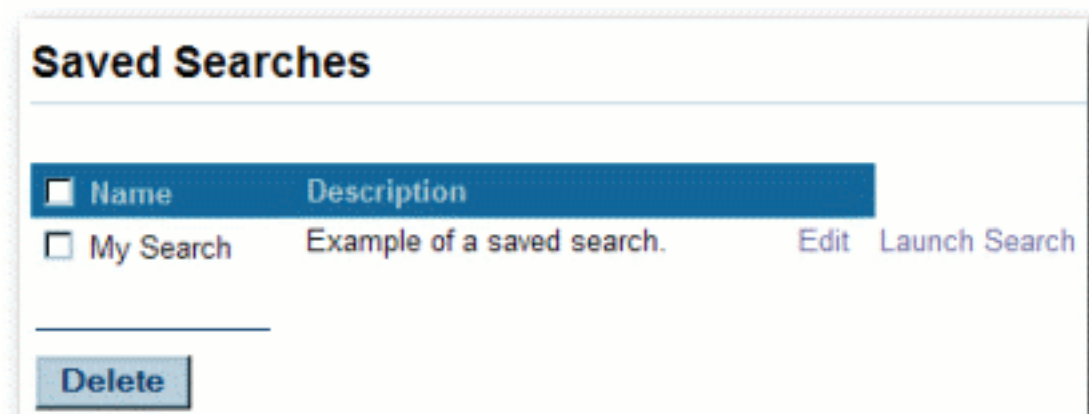 Saved Searches
Name Description
My Search Example of a saved search. Edit Launch Search
Delete